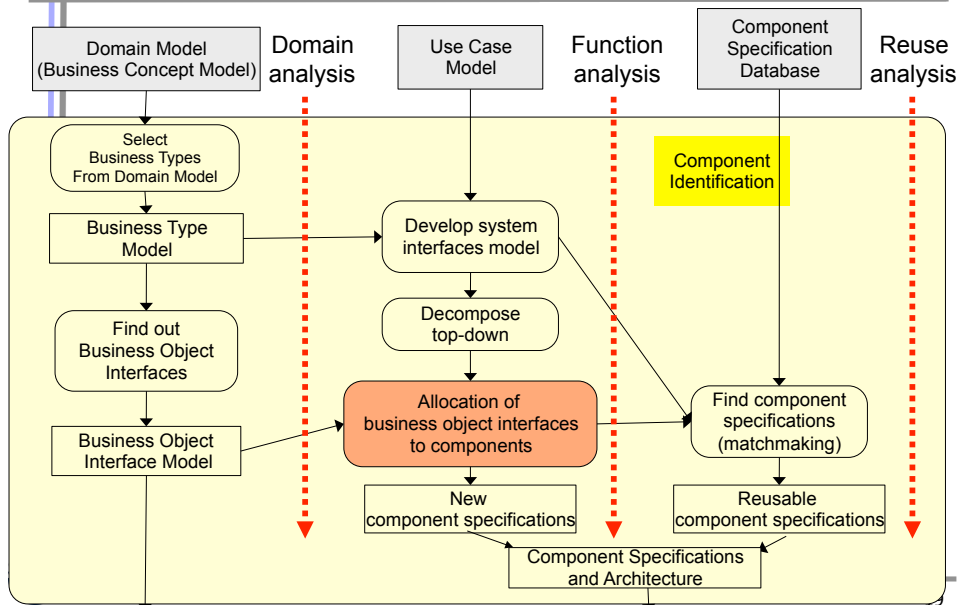 Domain Model
(Business Concept Model)
Domain
analysis
Use Case
Model
Function
analysis
Component
Specification
Database
Reuse
analysis
Select
Business Types
From Domain Model
Component
Identification
Business Type
Model
Develop system
interfaces model
Find out
Business Object
Interfaces
Decompose
top-down
Allocation of
business object interfaces
to components
Find component
specifications
(matchmaking)
Business Object
Interface Model
New
component specifications
Reusable
component specifications
Component Specifications
and Architecture